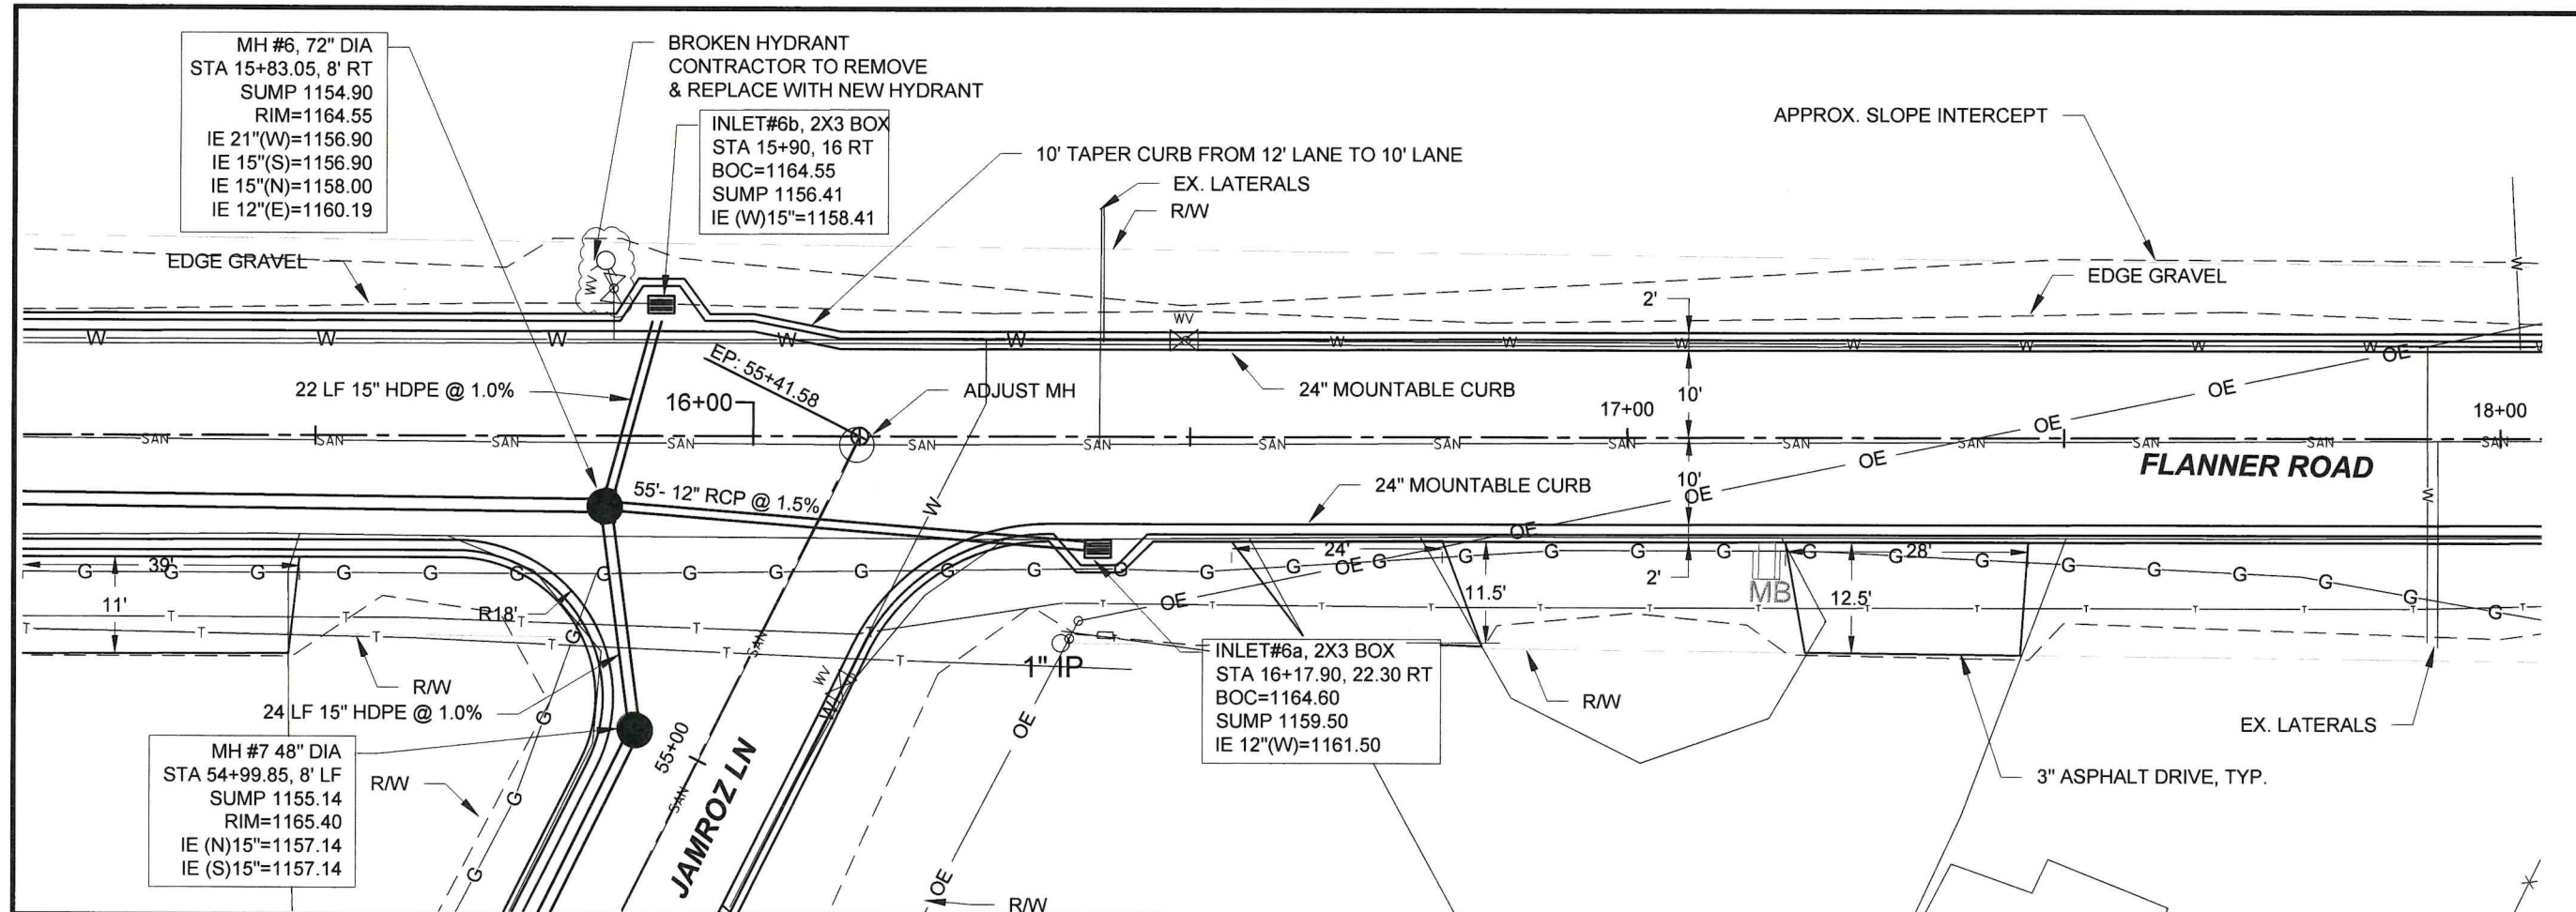 MH #6, 72" DIA
STA 15+83.05, 8' RT
SUMP 1154.90
RIM=1164.55
IE 21"(W)=1156.90
IE 15"(S)=1156.90
IE 15"(N)=1158.00
IE 12"(E)=1160.19
BROKEN HYDRANT
CONTRACTOR TO REMOVE
& REPLACE WITH NEW HYDRANT
INLET#6b, 2X3 BOX
STA 15+90, 16 RT
BOC=1164.55
SUMP 1156.41
IE (W)15"=1158.41
10' TAPER CURB FROM 12' LANE TO 10' LANE
EX. LATERALS
R/W
APPROX. SLOPE INTERCEPT
EDGE GRAVEL
EDGE GRAVEL
WV
WV
2'
W W W W W W W W W W W W
W
OE
22 LF 15" HDPE @ 1.0%
EP: 55+41.58
16+00
ADJUST MH
24" MOUNTABLE CURB
10'
17+00
18+00
OE
OE
SAN SAN SAN SAN SAN SAN SAN SAN SAN SAN SAN SAN SAN SAN
FLANNER ROAD
OE
10'
OE
55'- 12" RCP @ 1.5%
24" MOUNTABLE CURB
W
W
OE
39'
G G G G G G G G G G G G G G G G G G G G G G G G G G G G G
24'
28'
OE
2'
MB
11'
R18'
11.5'
12.5'
OE
T T T T T T T T T T T T T T T T T T T T
G
SAN
1" IP
R/W
24 LF 15" HDPE @ 1.0%
WV
W
INLET#6a, 2X3 BOX
STA 16+17.90, 22.30 RT
BOC=1164.60
SUMP 1159.50
IE 12"(W)=1161.50
R/W
EX. LATERALS
3" ASPHALT DRIVE, TYP.
MH #7 48" DIA
STA 54+99.85, 8' LF
SUMP 1155.14
RIM=1165.40
IE (N)15"=1157.14
IE (S)15"=1157.14
R/W
G
G
G
55+00
SAN
JAMROZ LN
OE
OE
R/W